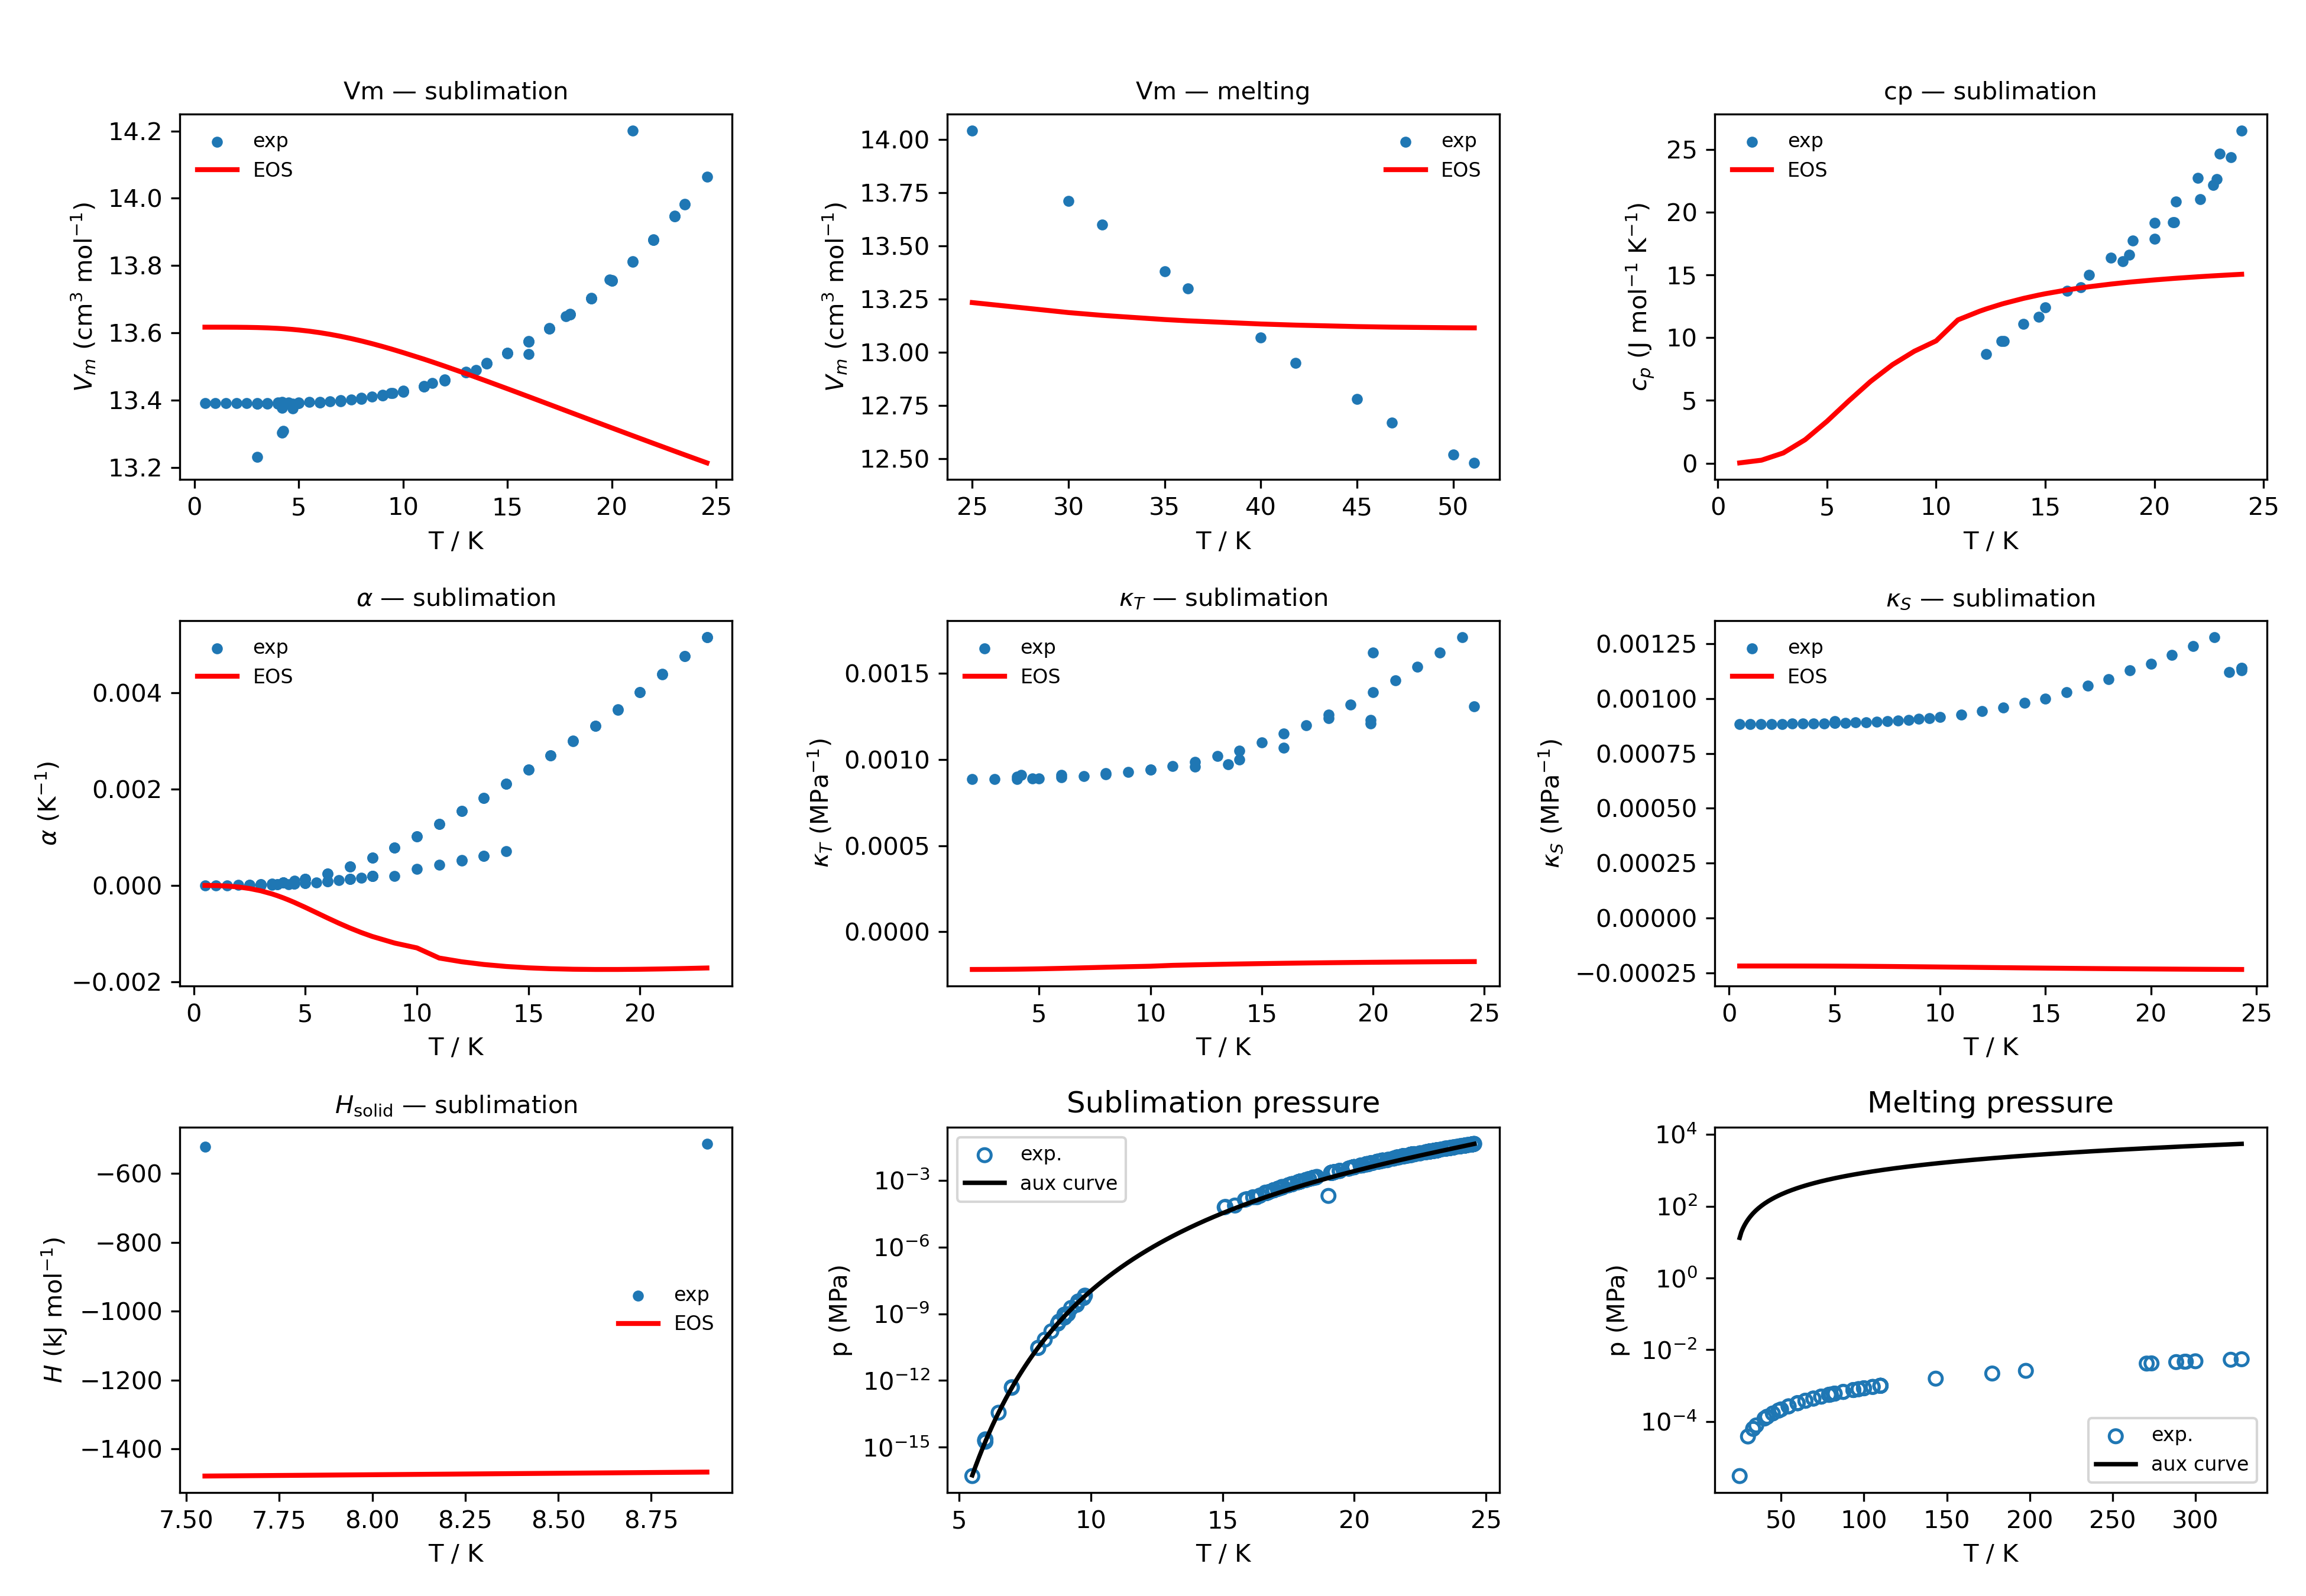 Vm — sublimation
14.2
14.0
13.8
13.6
13.4
13.2
V_m (cm³ mol⁻¹)
exp
EOS
0 5 10 15 20 25
T / K
Vm — melting
14.00
13.75
13.50
13.25
13.00
12.75
12.50
V_m (cm³ mol⁻¹)
exp
EOS
25 30 35 40 45 50
T / K
cp — sublimation
25
20
15
10
5
0
c_p (J mol⁻¹ K⁻¹)
exp
EOS
0 5 10 15 20 25
T / K
α — sublimation
0.004
0.002
0.000
−0.002
α (K⁻¹)
exp
EOS
0 5 10 15 20
T / K
κ_T — sublimation
0.0015
0.0010
0.0005
0.0000
κ_T (MPa⁻¹)
exp
EOS
5 10 15 20 25
T / K
κ_S — sublimation
0.00125
0.00100
0.00075
0.00050
0.00025
0.00000
−0.00025
κ_S (MPa⁻¹)
exp
EOS
0 5 10 15 20 25
T / K
H_solid — sublimation
−600
−800
−1000
−1200
−1400
H (kJ mol⁻¹)
exp
EOS
7.50 7.75 8.00 8.25 8.50 8.75
T / K
Sublimation pressure
10⁻³
10⁻⁶
10⁻⁹
10⁻¹²
10⁻¹⁵
p (MPa)
exp.
aux curve
5 10 15 20 25
T / K
Melting pressure
10⁴
10²
10⁰
10⁻²
10⁻⁴
p (MPa)
exp.
aux curve
50 100 150 200 250 300
T / K